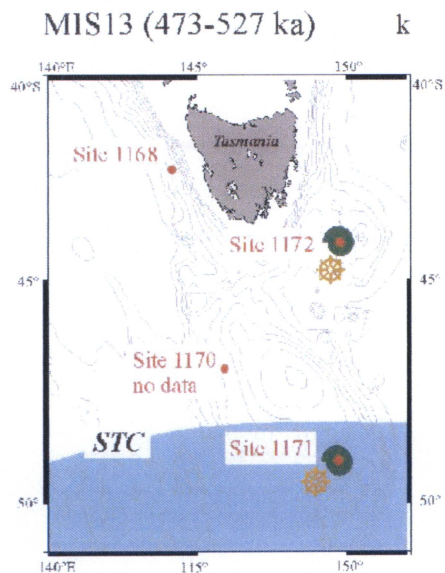 MIS13 (473-527 ka) k
140°E 145° 150°
40°S 40°
Tasmania
Site 1168
Site 1172
45° 45°
Site 1170
no data
STC
Site 1171
50° 50°
140°E 115° 150°